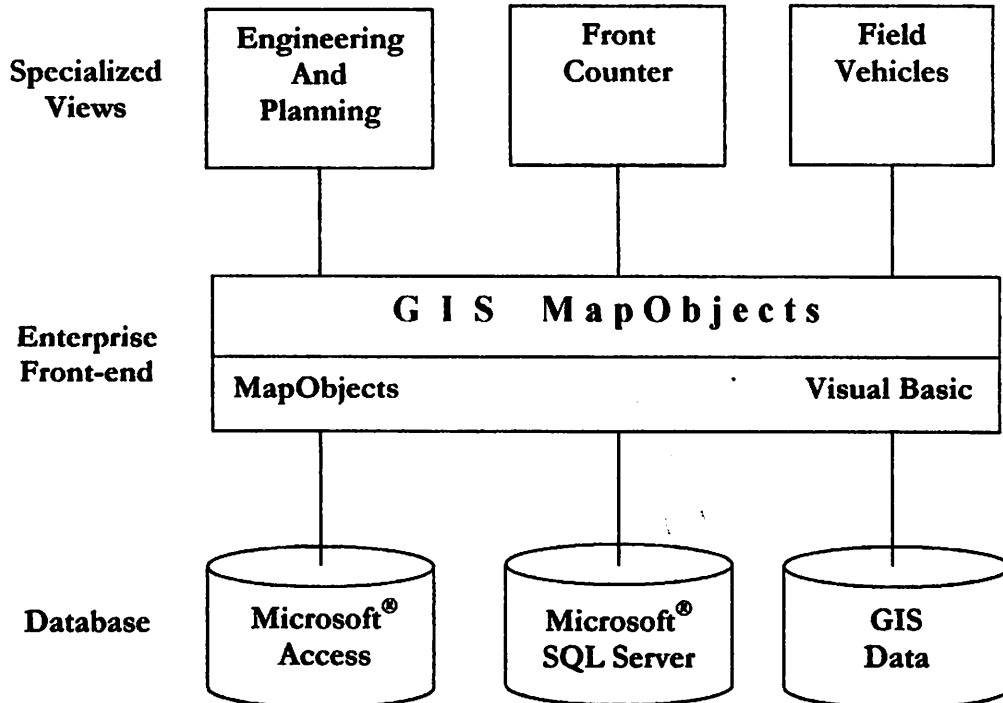 Specialized
Views
Engineering
And
Planning
Front
Counter
Field
Vehicles
Enterprise
Front-end
GIS MapObjects
MapObjects
Visual Basic
Database
Microsoft®
Access
Microsoft®
SQL Server
GIS
Data